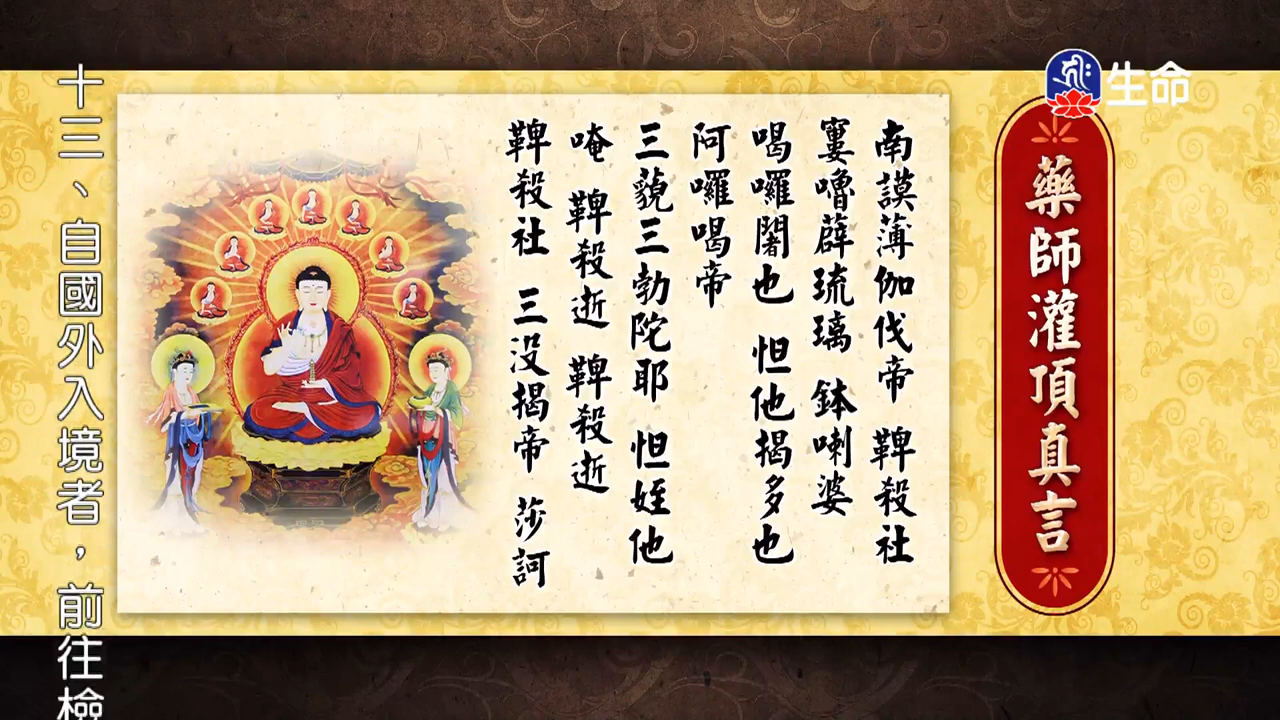 生命
藥師灌頂真言
南謨薄伽伐帝 鞞殺社
窶嚕薜琉璃 鉢喇婆
喝囉闍也 怛他揭多也
阿囉喝帝
三藐三勃陀耶 怛姪他
唵 鞞殺逝 鞞殺逝
鞞殺社 三没揭帝 莎訶
十三、自國外入境者,前往檢